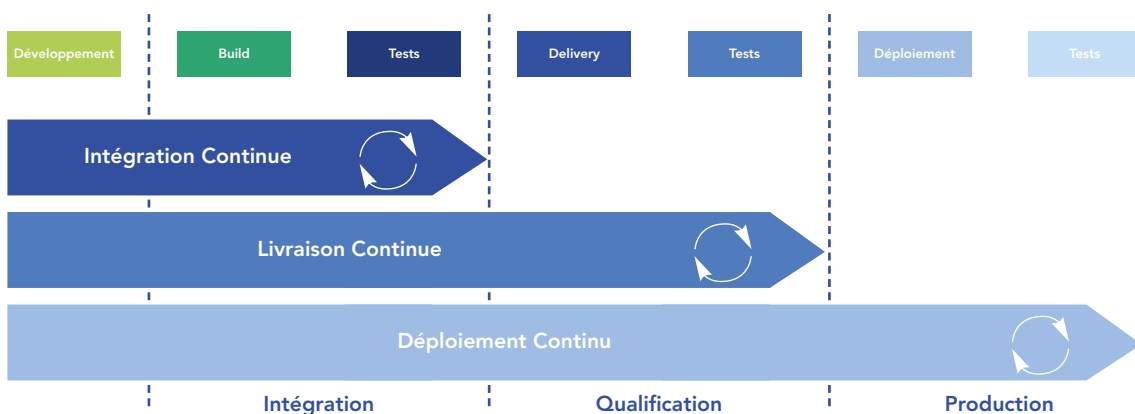 Développement
Build
Tests
Delivery
Tests
Déploiement
Tests
Intégration Continue
Livraison Continue
Déploiement Continu
Intégration
Qualification
Production